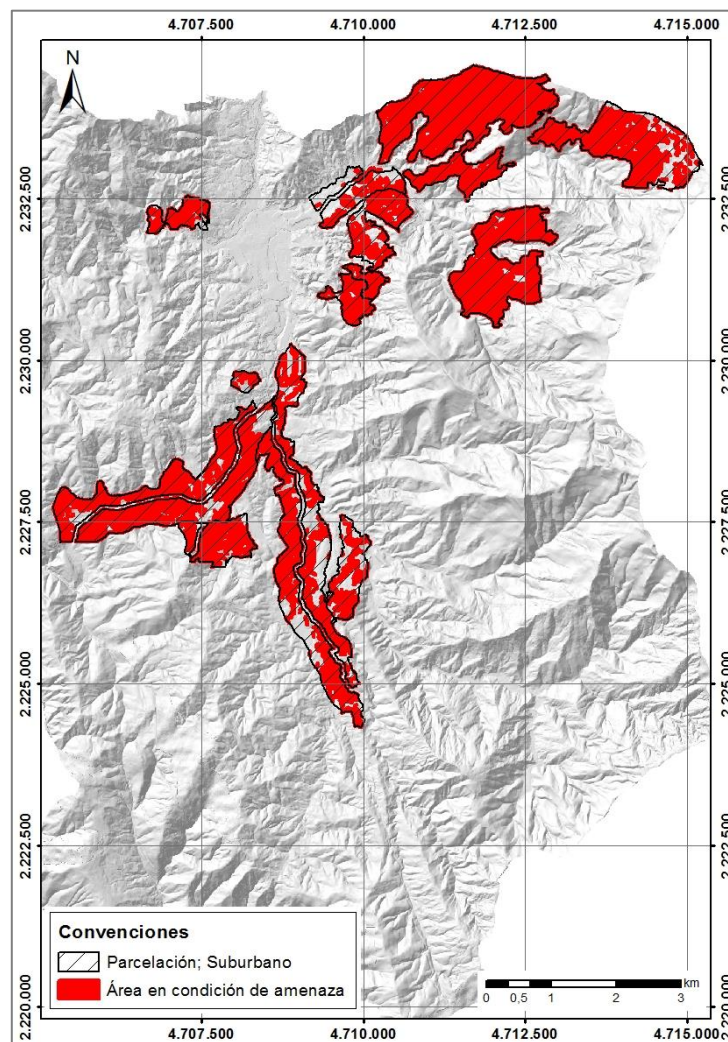 4.707.500 4.710.000 4.712.500 4.715.000
N
2.232.500 2.232.500
2.230.000 2.230.000
2.227.500 2.227.500
2.225.000 2.225.000
2.222.500 2.222.500
2.220.000 2.220.000
Convenciones
Parcelación; Suburbano
Área en condición de amenaza
km
0 0,5 1 2 3
4.707.500 4.710.000 4.712.500 4.715.000